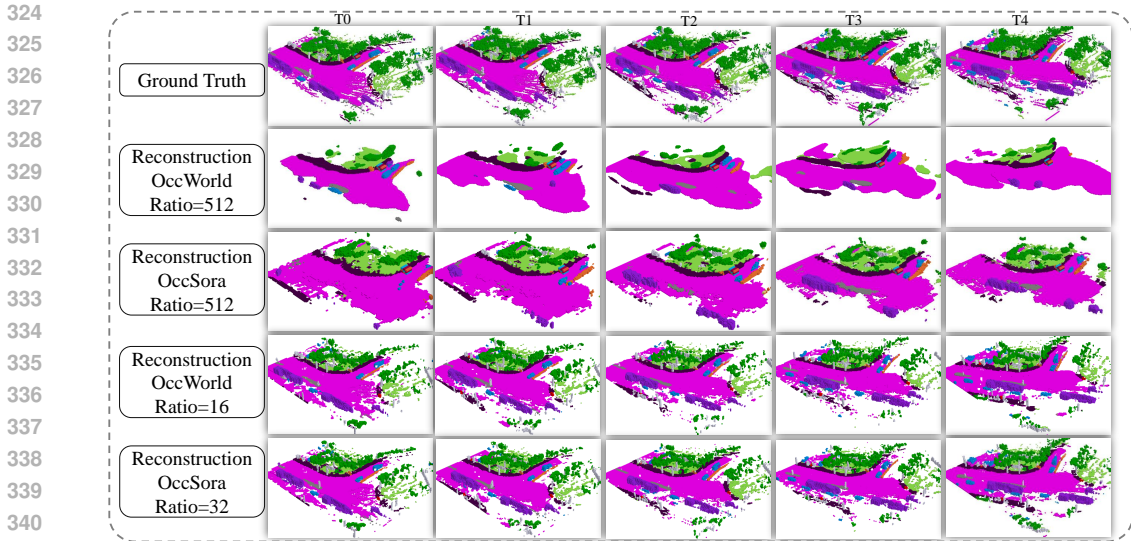 324
325
326
327
328
329
330
331
332
333
334
335
336
337
338
339
340
T0 T1 T2 T3 T4
Ground Truth
Reconstruction
OccWorld
Ratio=512
Reconstruction
OccSora
Ratio=512
Reconstruction
OccWorld
Ratio=16
Reconstruction
OccSora
Ratio=32